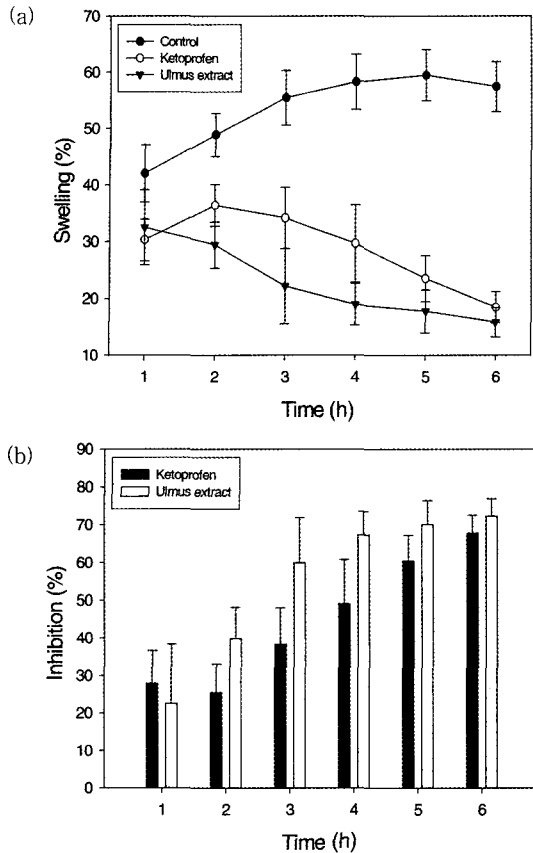 (a)
70
60
50
40
30
20
10
Swelling (%)
Control
Ketoprofen
Ulmus extract
1 2 3 4 5 6
Time (h)
(b)
90
80
70
60
50
40
30
20
10
0
Inhibition (%)
Ketoprofen
Ulmus extract
1 2 3 4 5 6
Time (h)